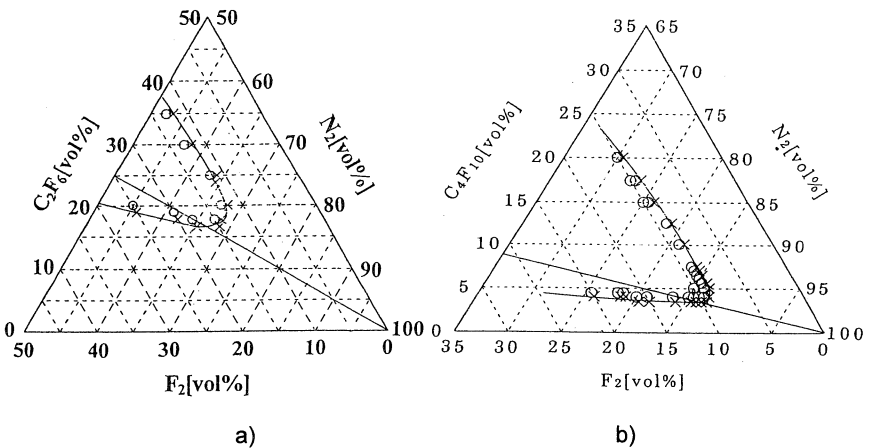 50 50
40 60
30 70
20 80
10 90
0 100
50 40 30 20 10 0
C2F6[vol%]
N2[vol%]
F2[vol%]
a)
35 65
30 70
25 75
20 80
15 85
10 90
5 95
0 100
35 30 25 20 15 10 5 0
C4F10[vol%]
N2[vol%]
F2[vol%]
b)